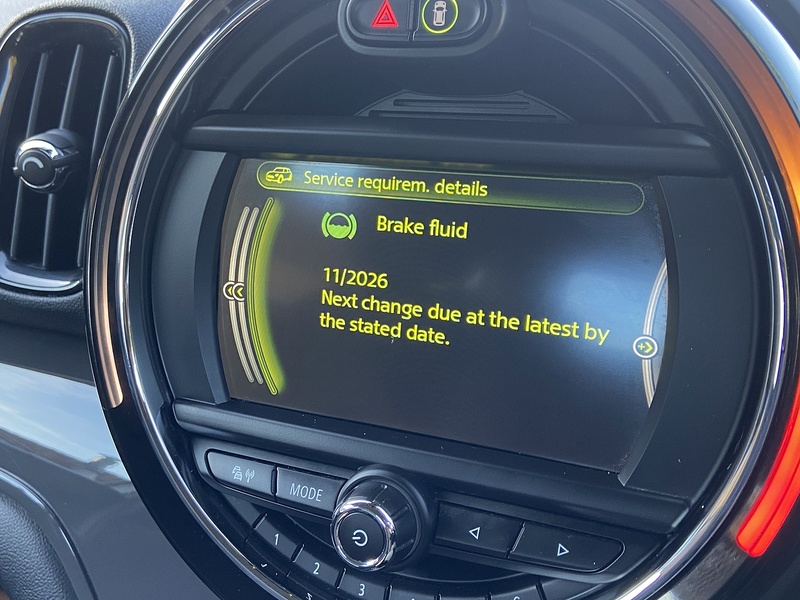 Service requirem. details
Brake fluid
11/2026
Next change due at the latest by
the stated date.
MODE
1
2
3